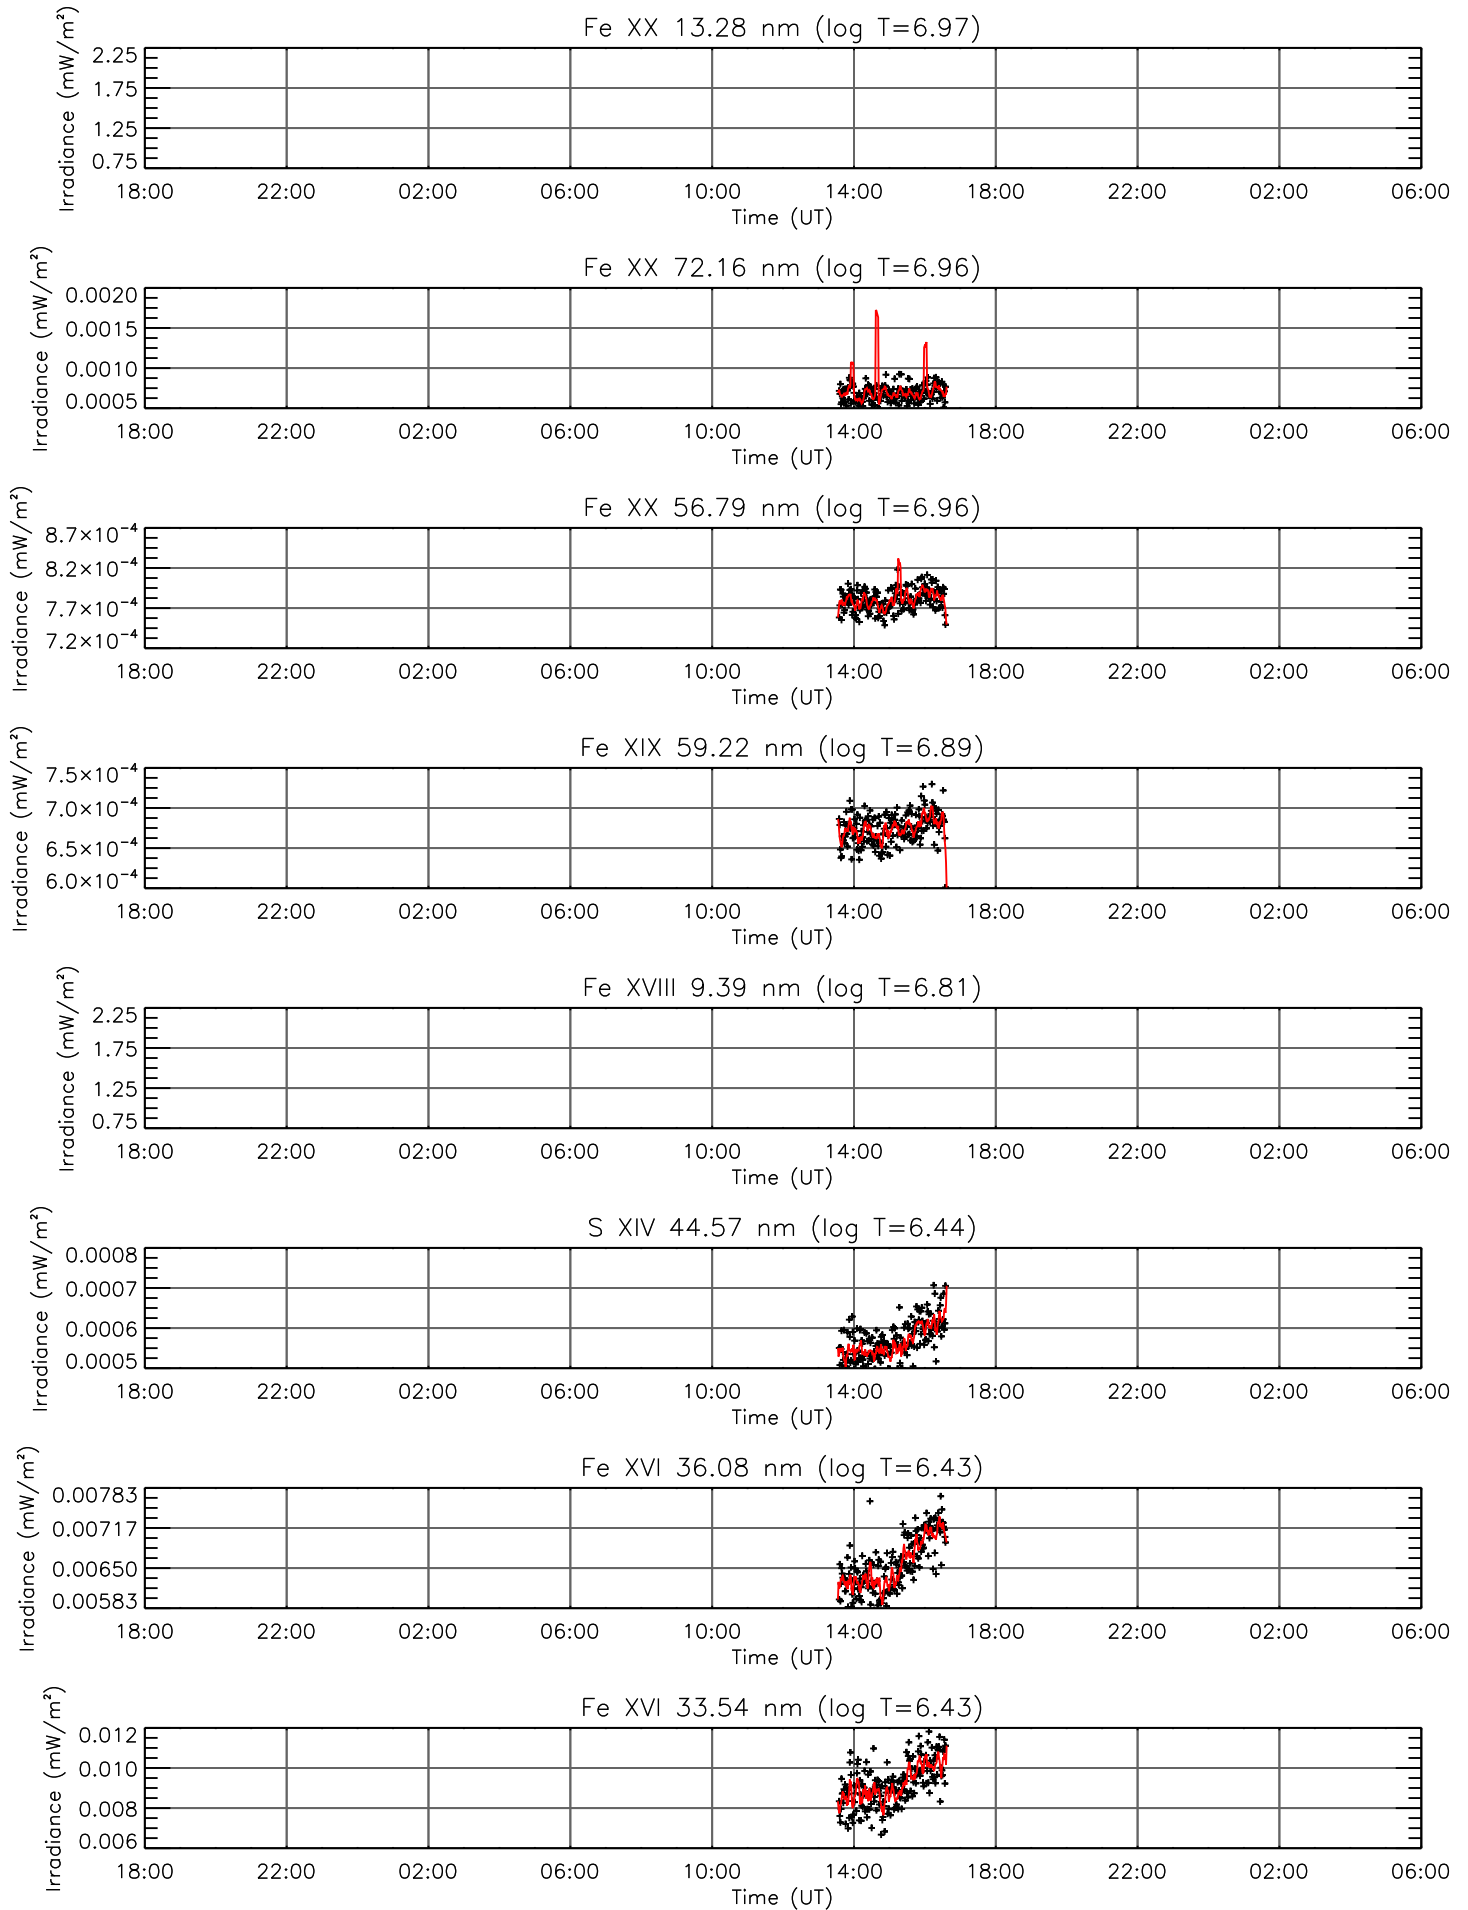 Fe XX 13.28 nm (log T=6.97)
Irradiance (mW/m²)
2.25
1.75
1.25
0.75
18:00 22:00 02:00 06:00 10:00 14:00 18:00 22:00 02:00 06:00
Time (UT)
Fe XX 72.16 nm (log T=6.96)
Irradiance (mW/m²)
0.0020
0.0015
0.0010
0.0005
18:00 22:00 02:00 06:00 10:00 14:00 18:00 22:00 02:00 06:00
Time (UT)
Fe XX 56.79 nm (log T=6.96)
Irradiance (mW/m²)
8.7×10⁻⁴
8.2×10⁻⁴
7.7×10⁻⁴
7.2×10⁻⁴
18:00 22:00 02:00 06:00 10:00 14:00 18:00 22:00 02:00 06:00
Time (UT)
Fe XIX 59.22 nm (log T=6.89)
Irradiance (mW/m²)
7.5×10⁻⁴
7.0×10⁻⁴
6.5×10⁻⁴
6.0×10⁻⁴
18:00 22:00 02:00 06:00 10:00 14:00 18:00 22:00 02:00 06:00
Time (UT)
Fe XVIII 9.39 nm (log T=6.81)
Irradiance (mW/m²)
2.25
1.75
1.25
0.75
18:00 22:00 02:00 06:00 10:00 14:00 18:00 22:00 02:00 06:00
Time (UT)
S XIV 44.57 nm (log T=6.44)
Irradiance (mW/m²)
0.0008
0.0007
0.0006
0.0005
18:00 22:00 02:00 06:00 10:00 14:00 18:00 22:00 02:00 06:00
Time (UT)
Fe XVI 36.08 nm (log T=6.43)
Irradiance (mW/m²)
0.00783
0.00717
0.00650
0.00583
18:00 22:00 02:00 06:00 10:00 14:00 18:00 22:00 02:00 06:00
Time (UT)
Fe XVI 33.54 nm (log T=6.43)
Irradiance (mW/m²)
0.012
0.010
0.008
0.006
18:00 22:00 02:00 06:00 10:00 14:00 18:00 22:00 02:00 06:00
Time (UT)